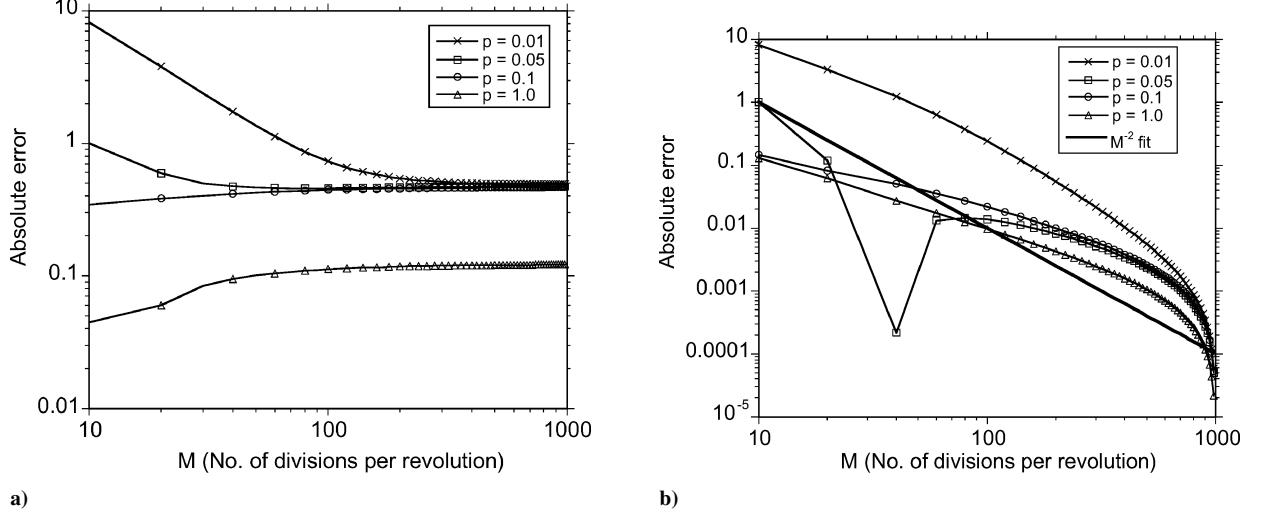 10
1
0.1
0.01
Absolute error
10
100
1000
M (No. of divisions per revolution)
p = 0.01
p = 0.05
p = 0.1
p = 1.0
a)
10
1
0.1
0.01
0.001
0.0001
10⁻⁵
Absolute error
10
100
1000
M (No. of divisions per revolution)
p = 0.01
p = 0.05
p = 0.1
p = 1.0
M⁻² fit
b)